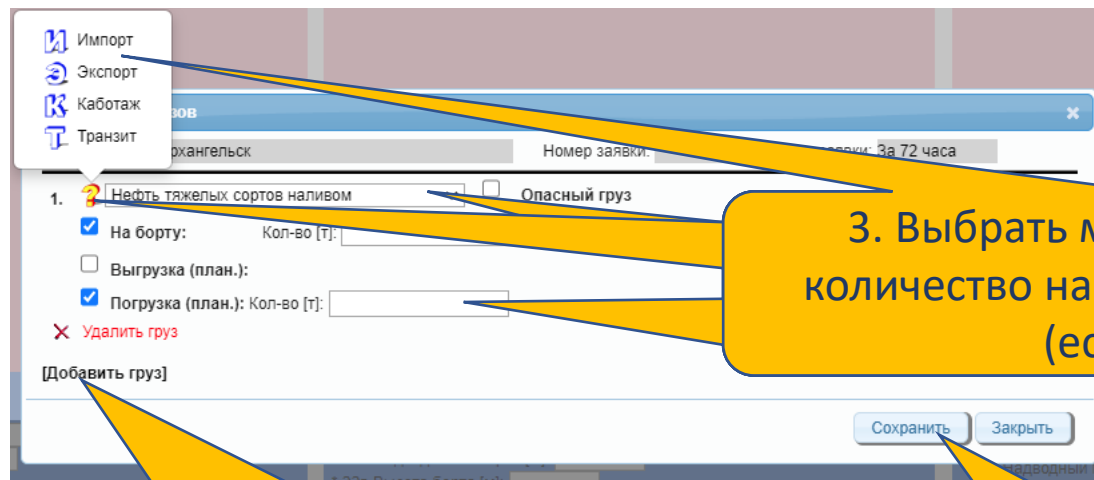 Импорт
Экспорт
Каботаж
Транзит
зов
рхангельск Номер заявки: За 72 часа
1. Нефть тяжелых сортов наливом Опасный груз
На борту: Кол-во [т]:
Выгрузка (план.):
Погрузка (план.): Кол-во [т]:
Удалить груз
[Добавить груз]
3. Выбрать
количество на
(ес
Сохранить Закрыть